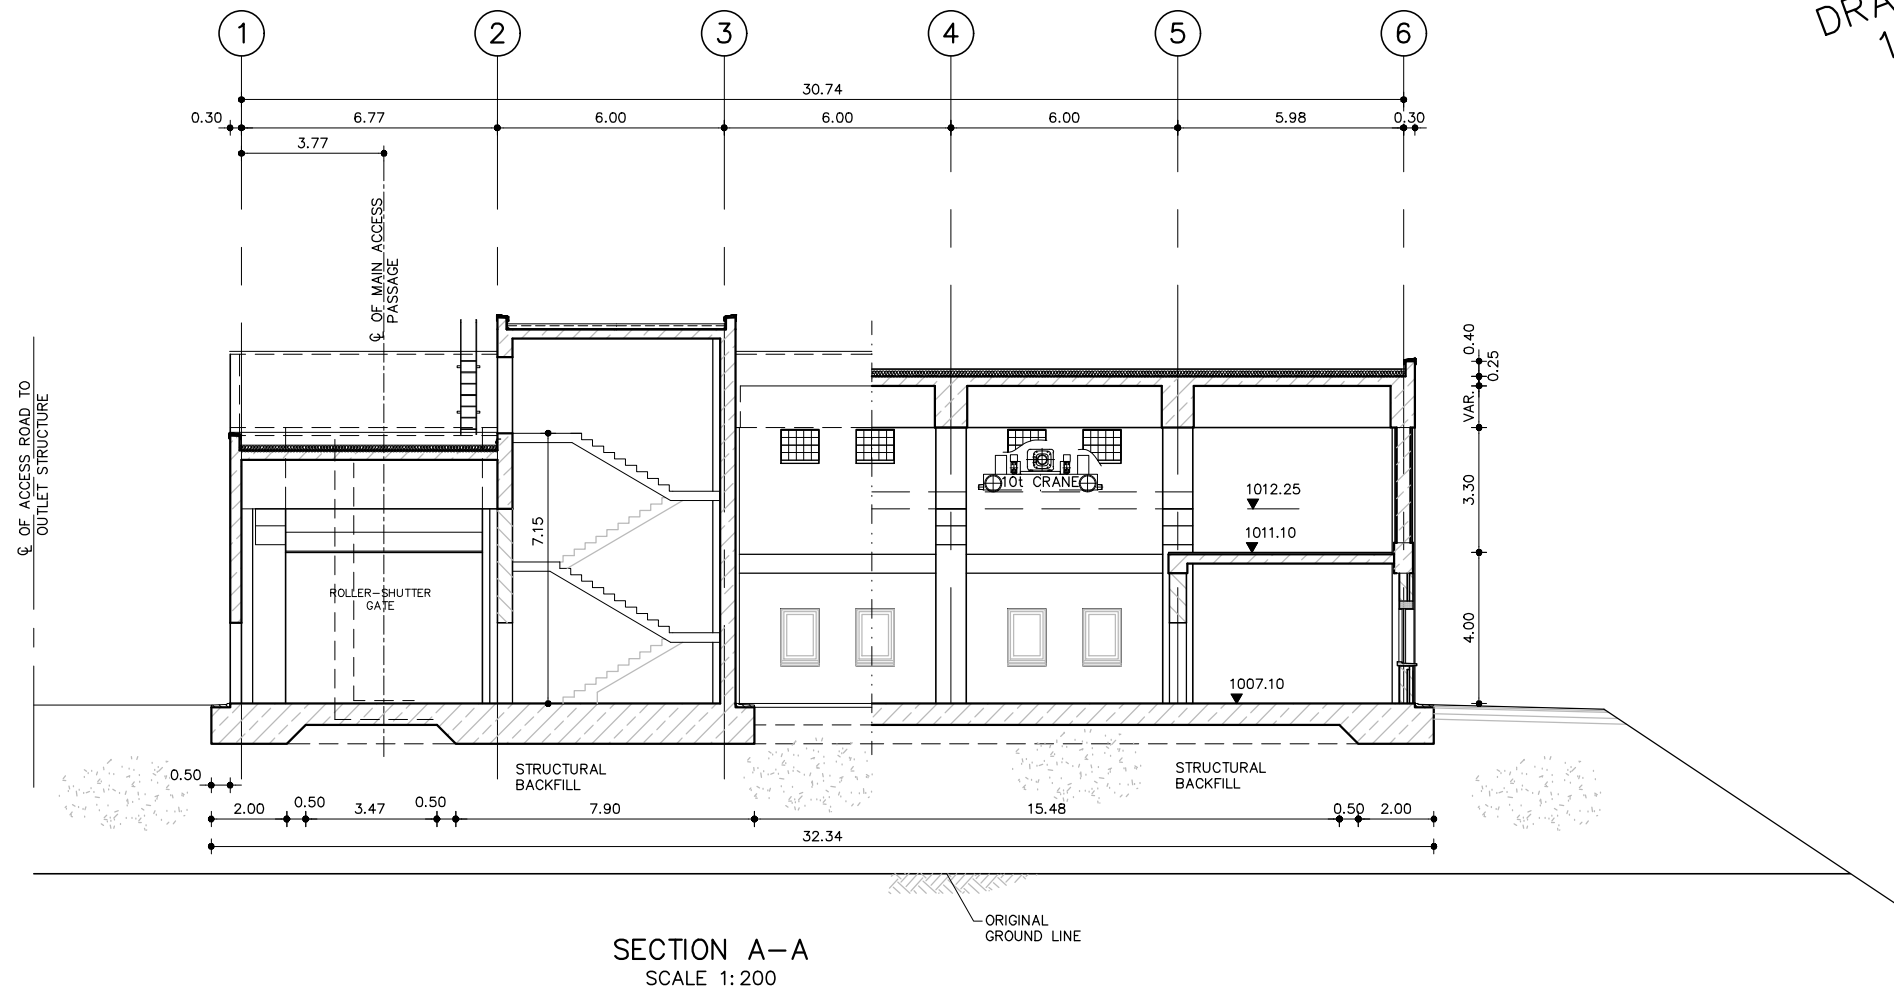 1
2
3
4
5
6
30.74
0.30
6.77
6.00
6.00
6.00
5.98
0.30
3.77
℄ OF MAIN ACCESS
PASSAGE
℄ OF ACCESS ROAD TO
OUTLET STRUCTURE
0.40
0.25
VAR.
3.30
4.00
10t CRANE
1012.25
1011.10
1007.10
7.15
ROLLER-SHUTTER
GATE
STRUCTURAL
BACKFILL
STRUCTURAL
BACKFILL
0.50
2.00
0.50
3.47
0.50
7.90
15.48
0.50
2.00
32.34
ORIGINAL
GROUND LINE
SECTION A-A
SCALE 1:200